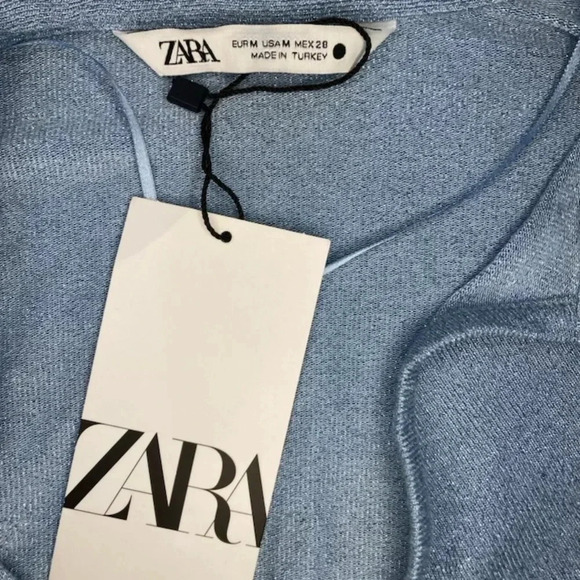 ZARA
EUR M USA M MEX 28
MADE IN TURKEY
ZARA